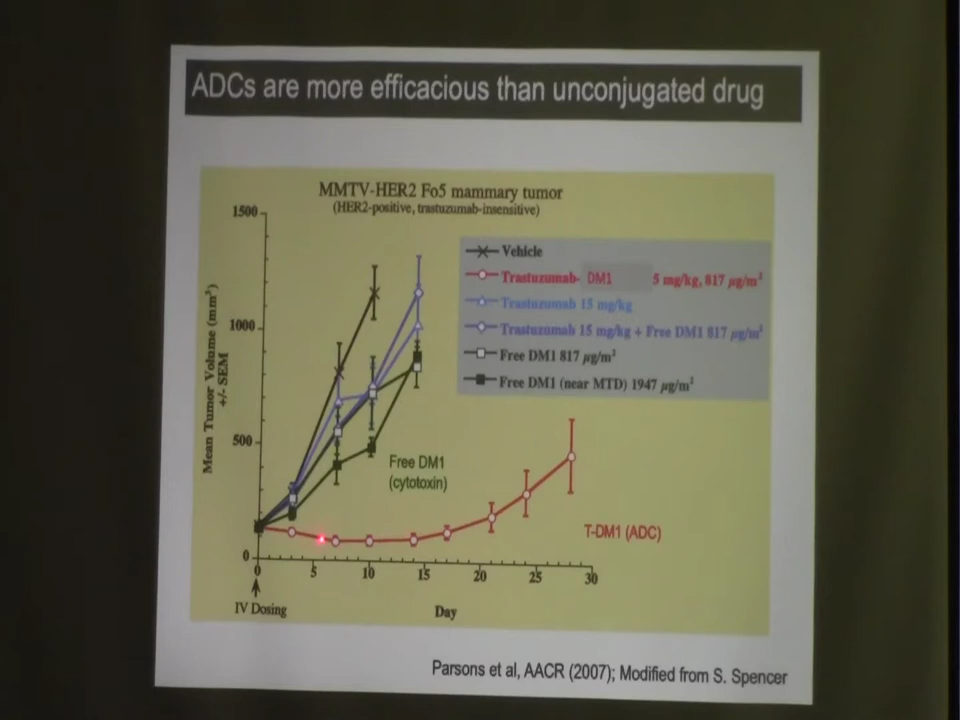 ADCs are more efficacious than unconjugated drug
MMTV-HER2 Fo5 mammary tumor
(HER2-positive, trastuzumab-insensitive)
1500
1000
500
0
Mean Tumor Volume (mm³)
+/- SEM
Vehicle
Trastuzumab- DM1 5 mg/kg, 817 µg/m²
Trastuzumab 15 mg/kg
Trastuzumab 15 mg/kg + Free DM1 817 µg/m²
Free DM1 817 µg/m²
Free DM1 (near MTD) 1947 µg/m²
Free DM1
(cytotoxin)
T-DM1 (ADC)
0 5 10 15 20 25 30
IV Dosing
Day
Parsons et al, AACR (2007); Modified from S. Spencer